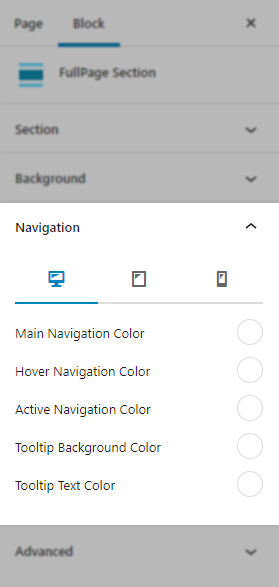 Page Block
FullPage Section
Section
Background
Navigation
Main Navigation Color
Hover Navigation Color
Active Navigation Color
Tooltip Background Color
Tooltip Text Color
Advanced